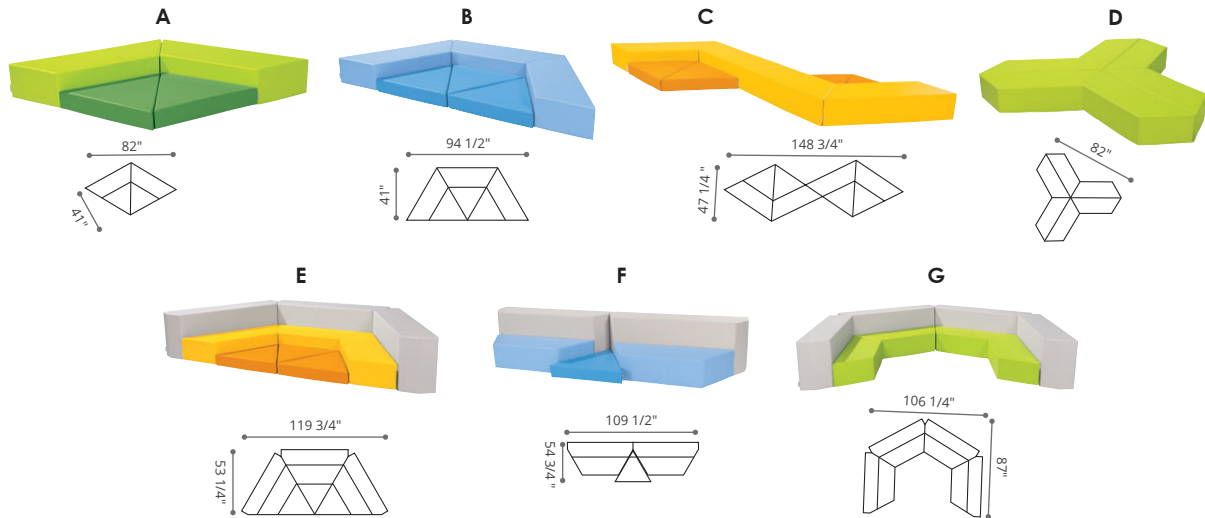 A
B
C
D
82"
41"
94 1/2"
41"
148 3/4"
47 1/4 "
82"
E
F
G
119 3/4"
53 1/4"
109 1/2"
54 3/4 "
106 1/4"
87"